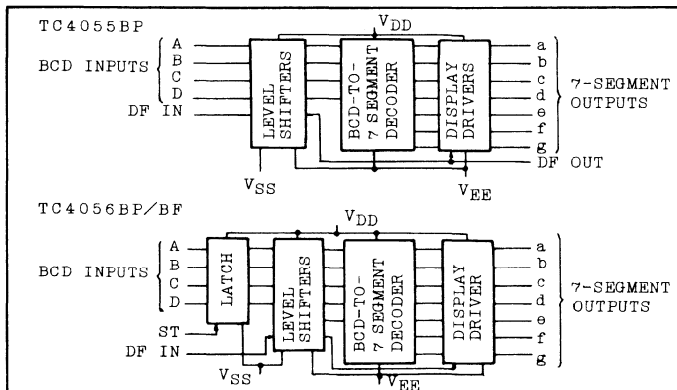 TC4055BP
VDD
BCD INPUTS
A
B
C
D
DF IN
LEVEL SHIFTERS
BCD-TO-7 SEGMENT DECODER
DISPLAY DRIVERS
a
b
c
d
e
f
g
7-SEGMENT OUTPUTS
DF OUT
VSS
VEE
TC4056BP/BF
VDD
BCD INPUTS
A
B
C
D
ST
DF IN
LATCH
LEVEL SHIFTERS
BCD-TO-7 SEGMENT DECODER
DISPLAY DRIVER
a
b
c
d
e
f
g
7-SEGMENT OUTPUTS
VSS
VEE